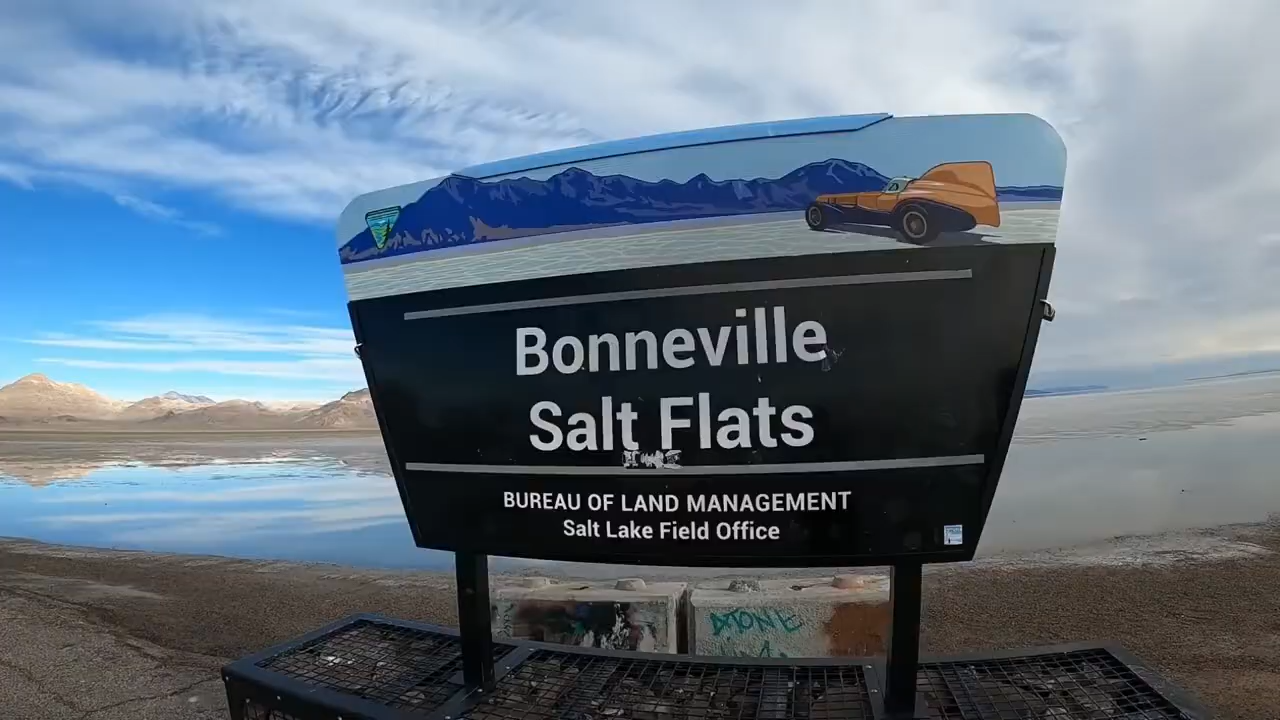 Bonneville
Salt Flats
BUREAU OF LAND MANAGEMENT
Salt Lake Field Office